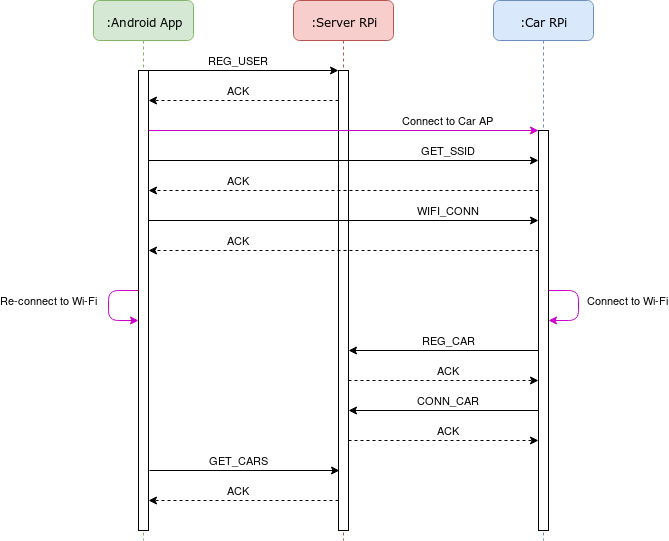 :Android App
:Server RPi
:Car RPi
REG_USER
ACK
Connect to Car AP
GET_SSID
ACK
WIFI_CONN
ACK
Re-connect to Wi-Fi
Connect to Wi-Fi
REG_CAR
ACK
CONN_CAR
ACK
GET_CARS
ACK